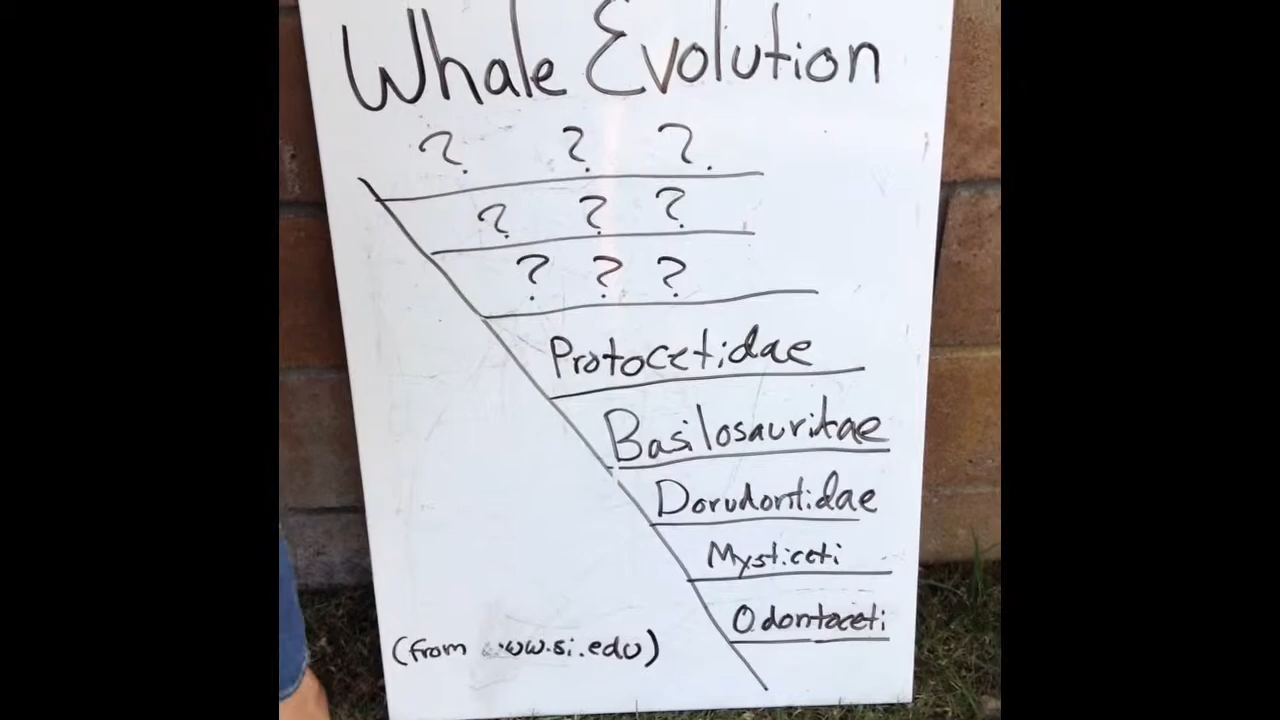 Whale Evolution
? ? ?
? ? ?
? ? ?
Protocetidae
Basilosauritae
Dorudontidae
Mysticeti
Odontoceti
(from www.si.edu)